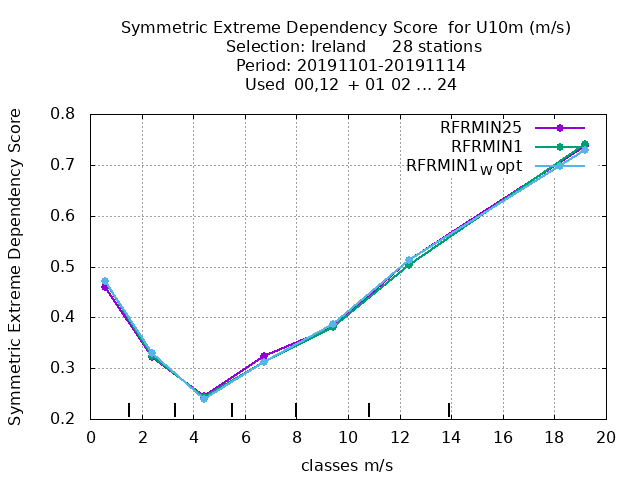 Symmetric Extreme Dependency Score  for U10m (m/s)
Selection: Ireland     28 stations
Period: 20191101-20191114
Used  00,12  + 01 02 ... 24
Symmetric Extreme Dependency Score
0.8
0.7
0.6
0.5
0.4
0.3
0.2
RFRMIN25
RFRMIN1
RFRMIN1W opt
0 2 4 6 8 10 12 14 16 18 20
classes m/s